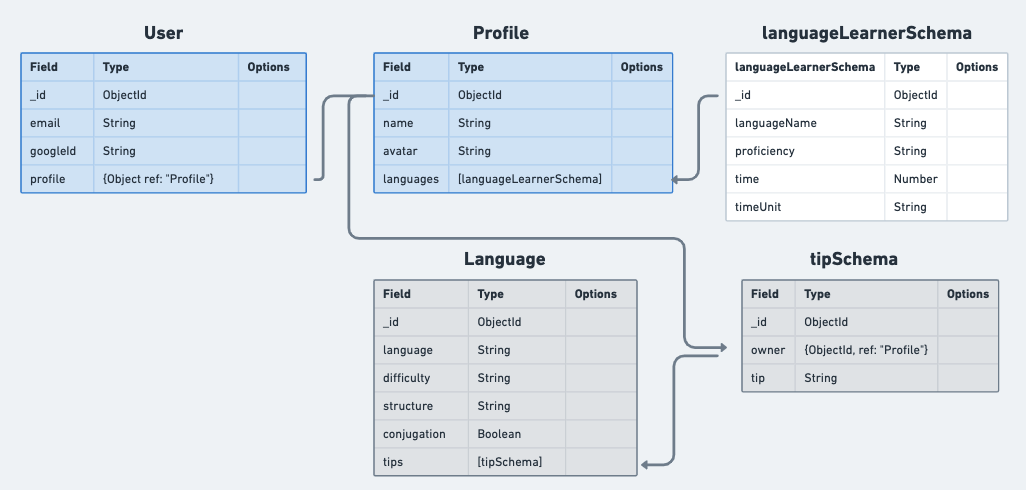 User
Field Type Options
_id ObjectId
email String
googleId String
profile {Object ref: "Profile"}
Profile
Field Type Options
_id ObjectId
name String
avatar String
languages [languageLearnerSchema]
languageLearnerSchema
languageLearnerSchema Type Options
_id ObjectId
languageName String
proficiency String
time Number
timeUnit String
Language
Field Type Options
_id ObjectId
language String
difficulty String
structure String
conjugation Boolean
tips [tipSchema]
tipSchema
Field Type Options
_id ObjectId
owner {ObjectId, ref: "Profile"}
tip String